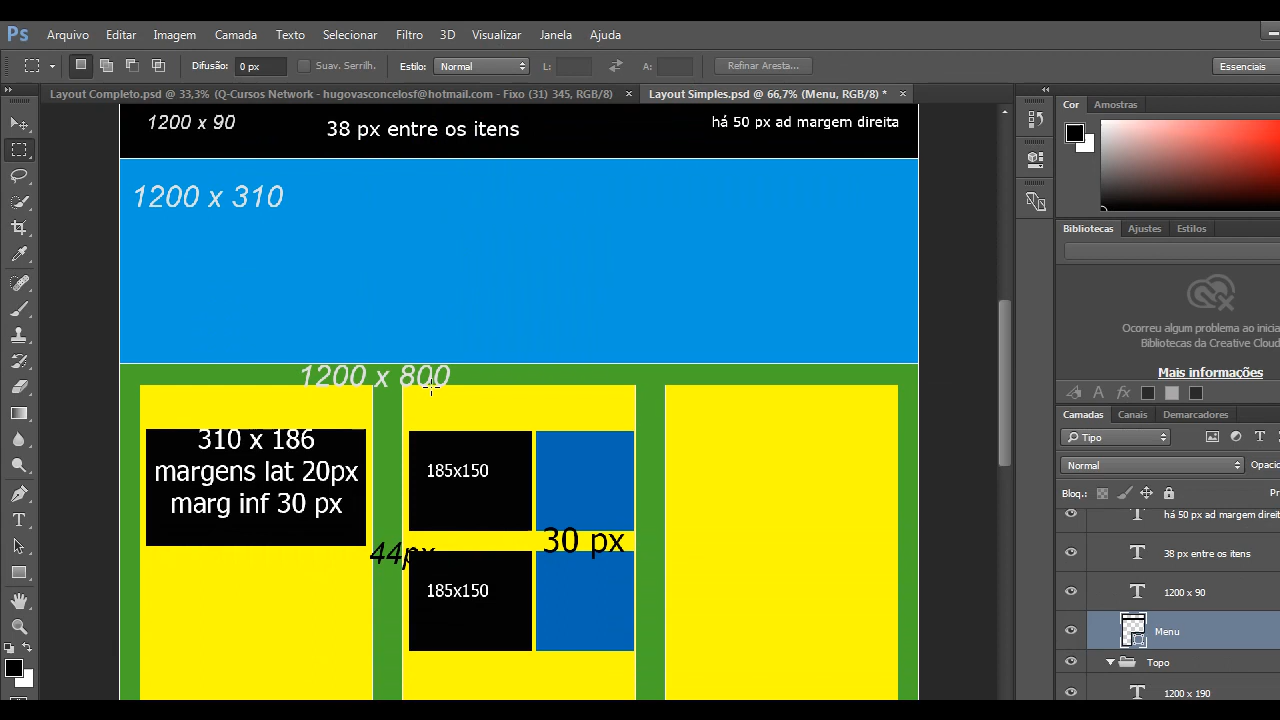 Ps Arquivo Editar Imagem Camada Texto Selecionar Filtro 3D Visualizar Janela Ajuda
Difusão: 0 px Suav. Serrilh. Estilo: Normal L: A: Refinar Aresta... Essenciais
Layout Completo.psd @ 33,3% (Q-Cursos Network - hugovasconcelosf@hotmail.com - Fixo (31) 345, RGB/8) × Layout Simples.psd @ 66,7% (Menu, RGB/8) * ×
Cor Amostras
1200 x 90
38 px entre os itens
há 50 px ad margem direita
1200 x 310
1200 x 800
310 x 186
margens lat 20px
marg inf 30 px
185x150
30 px
44px
185x150
Bibliotecas Ajustes Estilos
Ocorreu algum problema ao inicia
Bibliotecas da Creative Cloud
Mais informações
Camadas Canais Demarcadores
Tipo
Normal Opacid
Bloq.: Pr
há 50 px ad margem direit
38 px entre os itens
1200 x 90
Menu
Topo
1200 x 190